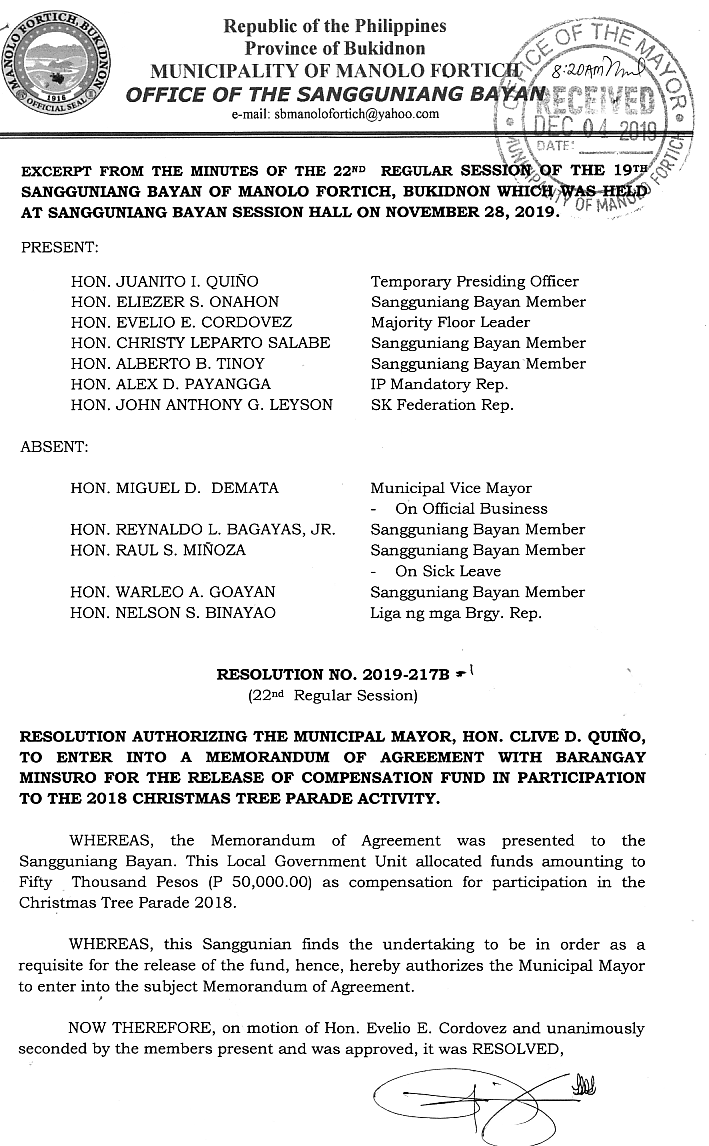 Republic of the Philippines
Province of Bukidnon
MUNICIPALITY OF MANOLO FORTICH
OFFICE OF THE SANGGUNIANG BAYAN
e-mail: sbmanolofortich@yahoo.com
MANOLO FORTICH, BUKIDNON
1918
OFFICIAL SEAL
OFFICE OF THE MAYOR
8:20AM
RECEIVED
DEC 04 2019
DATE:
MUNICIPALITY OF MANOLO FORTICH
EXCERPT FROM THE MINUTES OF THE 22ND REGULAR SESSION OF THE 19TH
SANGGUNIANG BAYAN OF MANOLO FORTICH, BUKIDNON WHICH WAS HELD
AT SANGGUNIANG BAYAN SESSION HALL ON NOVEMBER 28, 2019.
PRESENT:
HON. JUANITO I. QUIÑO Temporary Presiding Officer
HON. ELIEZER S. ONAHON Sangguniang Bayan Member
HON. EVELIO E. CORDOVEZ Majority Floor Leader
HON. CHRISTY LEPARTO SALABE Sangguniang Bayan Member
HON. ALBERTO B. TINOY Sangguniang Bayan Member
HON. ALEX D. PAYANGGA IP Mandatory Rep.
HON. JOHN ANTHONY G. LEYSON SK Federation Rep.
ABSENT:
HON. MIGUEL D. DEMATA Municipal Vice Mayor
- On Official Business
HON. REYNALDO L. BAGAYAS, JR. Sangguniang Bayan Member
HON. RAUL S. MIÑOZA Sangguniang Bayan Member
- On Sick Leave
HON. WARLEO A. GOAYAN Sangguniang Bayan Member
HON. NELSON S. BINAYAO Liga ng mga Brgy. Rep.
RESOLUTION NO. 2019-217B -1
(22nd Regular Session)
RESOLUTION AUTHORIZING THE MUNICIPAL MAYOR, HON. CLIVE D. QUIÑO,
TO ENTER INTO A MEMORANDUM OF AGREEMENT WITH BARANGAY
MINSURO FOR THE RELEASE OF COMPENSATION FUND IN PARTICIPATION
TO THE 2018 CHRISTMAS TREE PARADE ACTIVITY.
WHEREAS, the Memorandum of Agreement was presented to the
Sangguniang Bayan. This Local Government Unit allocated funds amounting to
Fifty Thousand Pesos (P 50,000.00) as compensation for participation in the
Christmas Tree Parade 2018.
WHEREAS, this Sanggunian finds the undertaking to be in order as a
requisite for the release of the fund, hence, hereby authorizes the Municipal Mayor
to enter into the subject Memorandum of Agreement.
NOW THEREFORE, on motion of Hon. Evelio E. Cordovez and unanimously
seconded by the members present and was approved, it was RESOLVED,